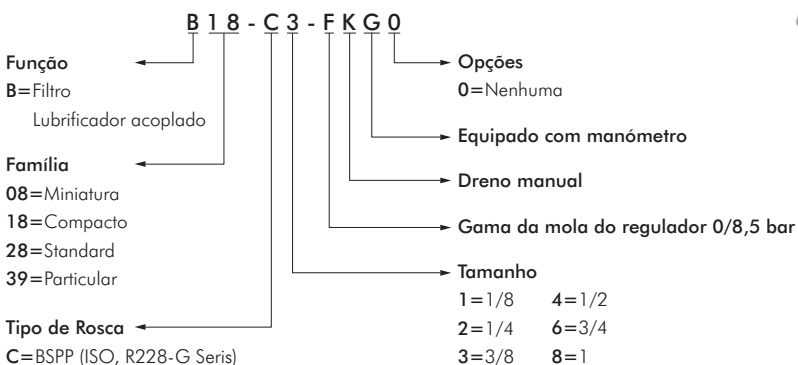 B 1 8 - C 3 - F K G 0
Função
B=Filtro
Lubrificador acoplado
Família
08=Miniatura
18=Compacto
28=Standard
39=Particular
Tipo de Rosca
C=BSPP (ISO, R228-G Seris)
Opções
0=Nenhuma
Equipado com manómetro
Dreno manual
Gama da mola do regulador 0/8,5 bar
Tamanho
1=1/8 4=1/2
2=1/4 6=3/4
3=3/8 8=1